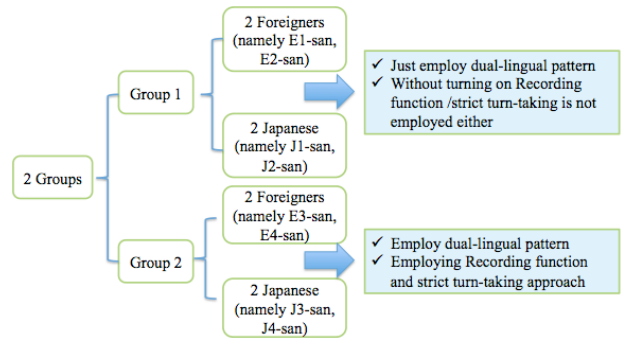 2 Groups
Group 1
2 Foreigners
(namely E1-san,
E2-san)
2 Japanese
(namely J1-san,
J2-san)
✓ Just employ dual-lingual pattern
✓ Without turning on Recording
function /strict turn-taking is not
employed either
Group 2
2 Foreigners
(namely E3-san,
E4-san)
2 Japanese
(namely J3-san,
J4-san)
✓ Employ dual-lingual pattern
✓ Employing Recording function
and strict turn-taking approach